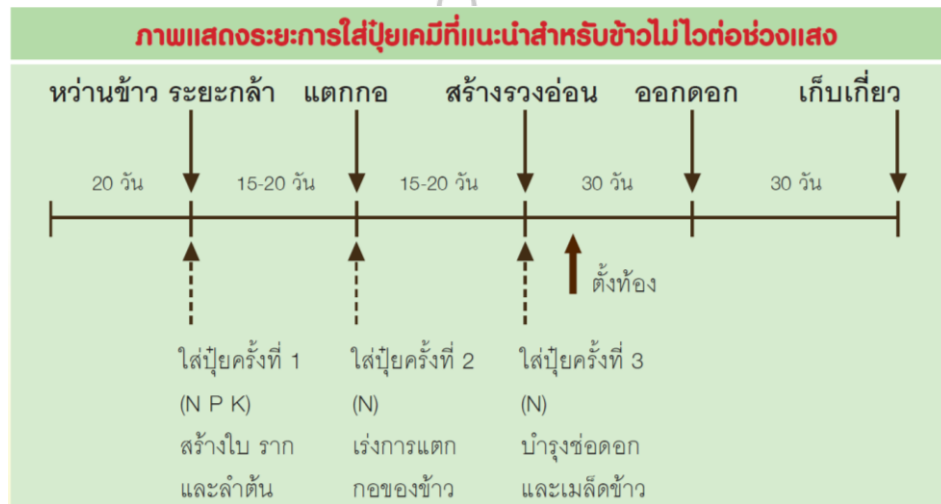 ภาพแสดงระยะการใส่ปุ๋ยเคมีที่แนะนำสำหรับข้าวไม่ไวต่อช่วงแสง
หว่านข้าว ระยะกล้า แตกกอ สร้างรวงอ่อน ออกดอก เก็บเกี่ยว
20 วัน 15-20 วัน 15-20 วัน 30 วัน 30 วัน
ตั้งท้อง
ใส่ปุ๋ยครั้งที่ 1
(N P K)
สร้างใบ ราก
และลำต้น
ใส่ปุ๋ยครั้งที่ 2
(N)
เร่งการแตก
กอของข้าว
ใส่ปุ๋ยครั้งที่ 3
(N)
บำรุงช่อดอก
และเมล็ดข้าว